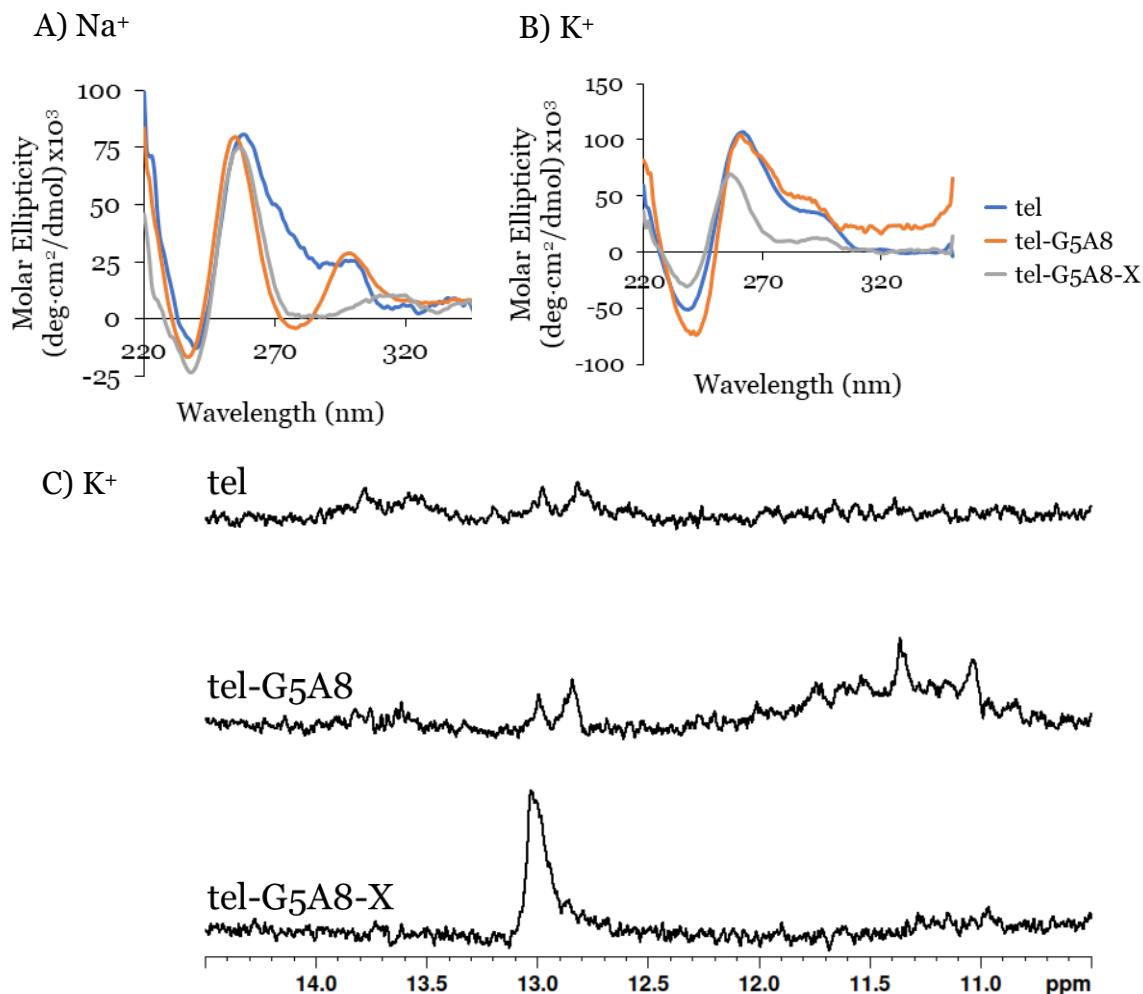 A) Na⁺
B) K⁺
Molar Ellipticity
(deg·cm²/dmol) x10³
100
75
50
25
0
-25
220
270
320
Wavelength (nm)
Molar Ellipticity
(deg·cm²/dmol) x10³
150
100
50
0
-50
-100
220
270
320
Wavelength (nm)
tel
tel-G5A8
tel-G5A8-X
C) K⁺
tel
tel-G5A8
tel-G5A8-X
14.0 13.5 13.0 12.5 12.0 11.5 11.0 ppm